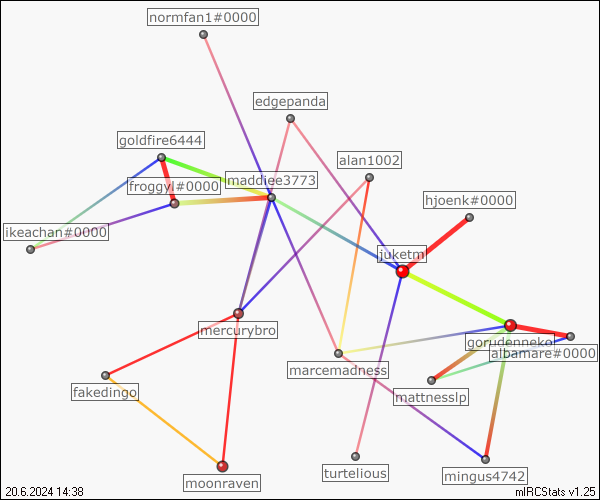 normfan1#0000
edgepanda
goldfire6444
alan1002
maddiee3773
froggyl#0000
hjoenk#0000
ikeachan#0000
juketm
mercurybro
gorudenneko
albamare#0000
marcemadness
fakedingo
mattnesslp
turtelious
mingus4742
moonraven
20.6.2024 14:38
mIRCStats v1.25